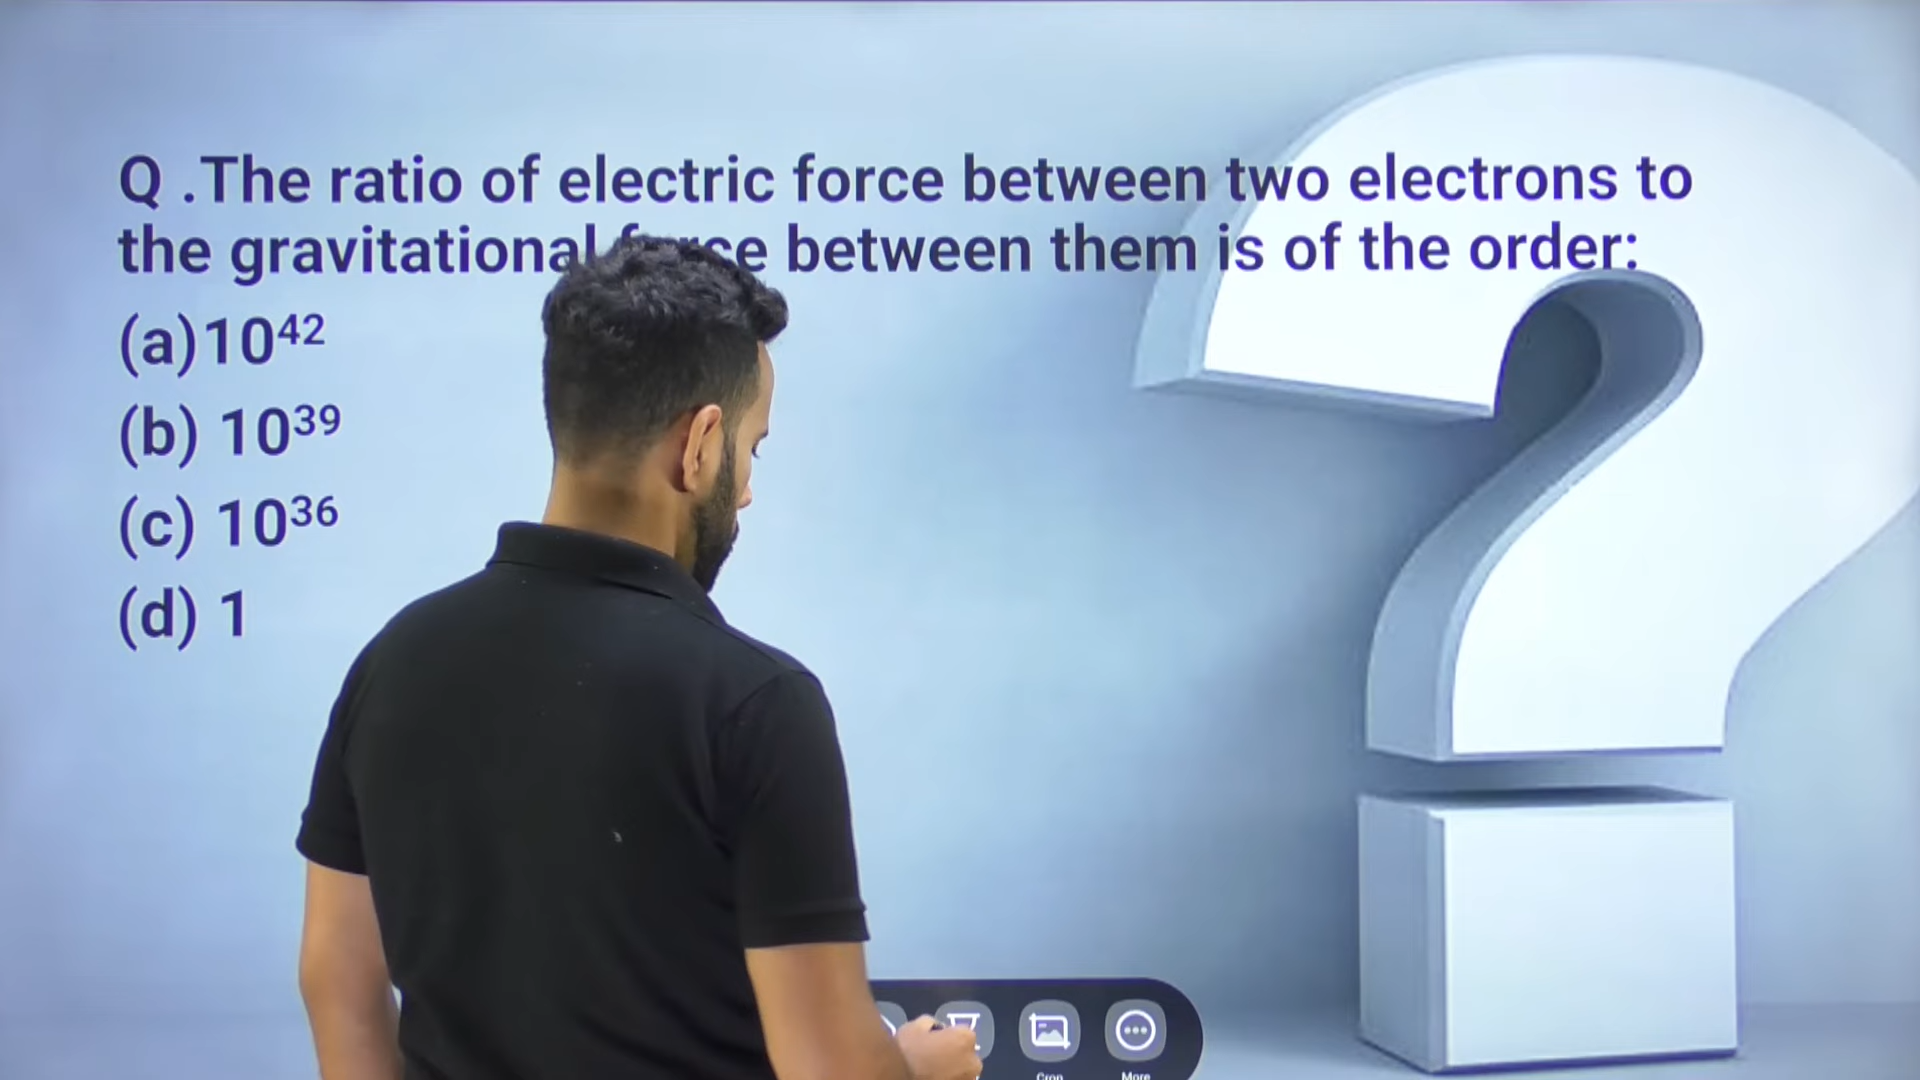 Q .The ratio of electric force between two electrons to
the gravitational between them is of the order:
(a)10⁴²
(b) 10³⁹
(c) 10³⁶
(d) 1
Crop
More